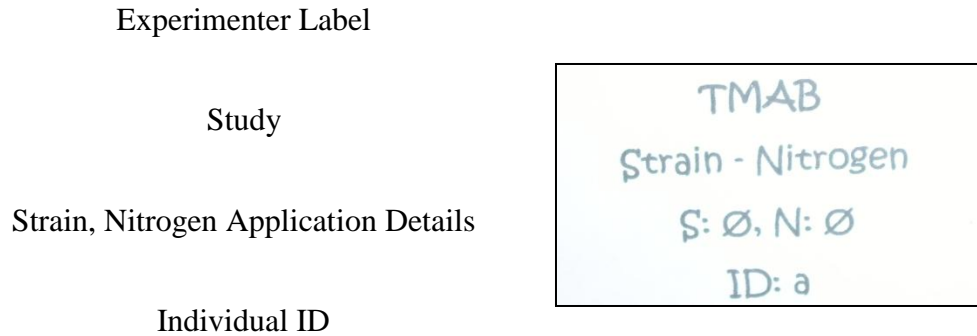 Experimenter Label
Study
Strain, Nitrogen Application Details
Individual ID
TMAB
Strain - Nitrogen
S: Ø, N: Ø
ID: a